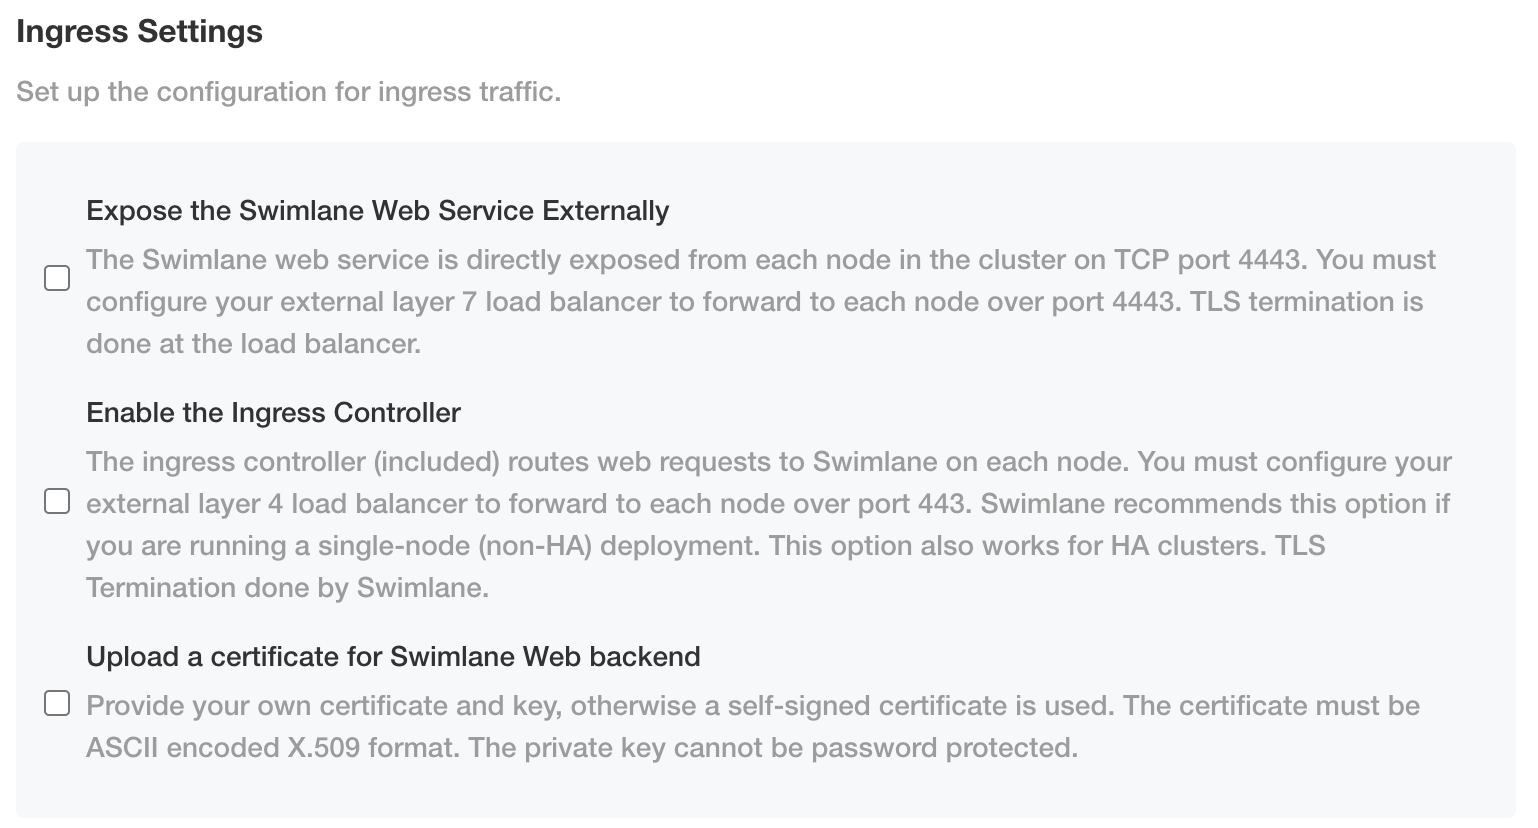 Ingress Settings
Set up the configuration for ingress traffic.
Expose the Swimlane Web Service Externally
The Swimlane web service is directly exposed from each node in the cluster on TCP port 4443. You must
configure your external layer 7 load balancer to forward to each node over port 4443. TLS termination is
done at the load balancer.
Enable the Ingress Controller
The ingress controller (included) routes web requests to Swimlane on each node. You must configure your
external layer 4 load balancer to forward to each node over port 443. Swimlane recommends this option if
you are running a single-node (non-HA) deployment. This option also works for HA clusters. TLS
Termination done by Swimlane.
Upload a certificate for Swimlane Web backend
Provide your own certificate and key, otherwise a self-signed certificate is used. The certificate must be
ASCII encoded X.509 format. The private key cannot be password protected.